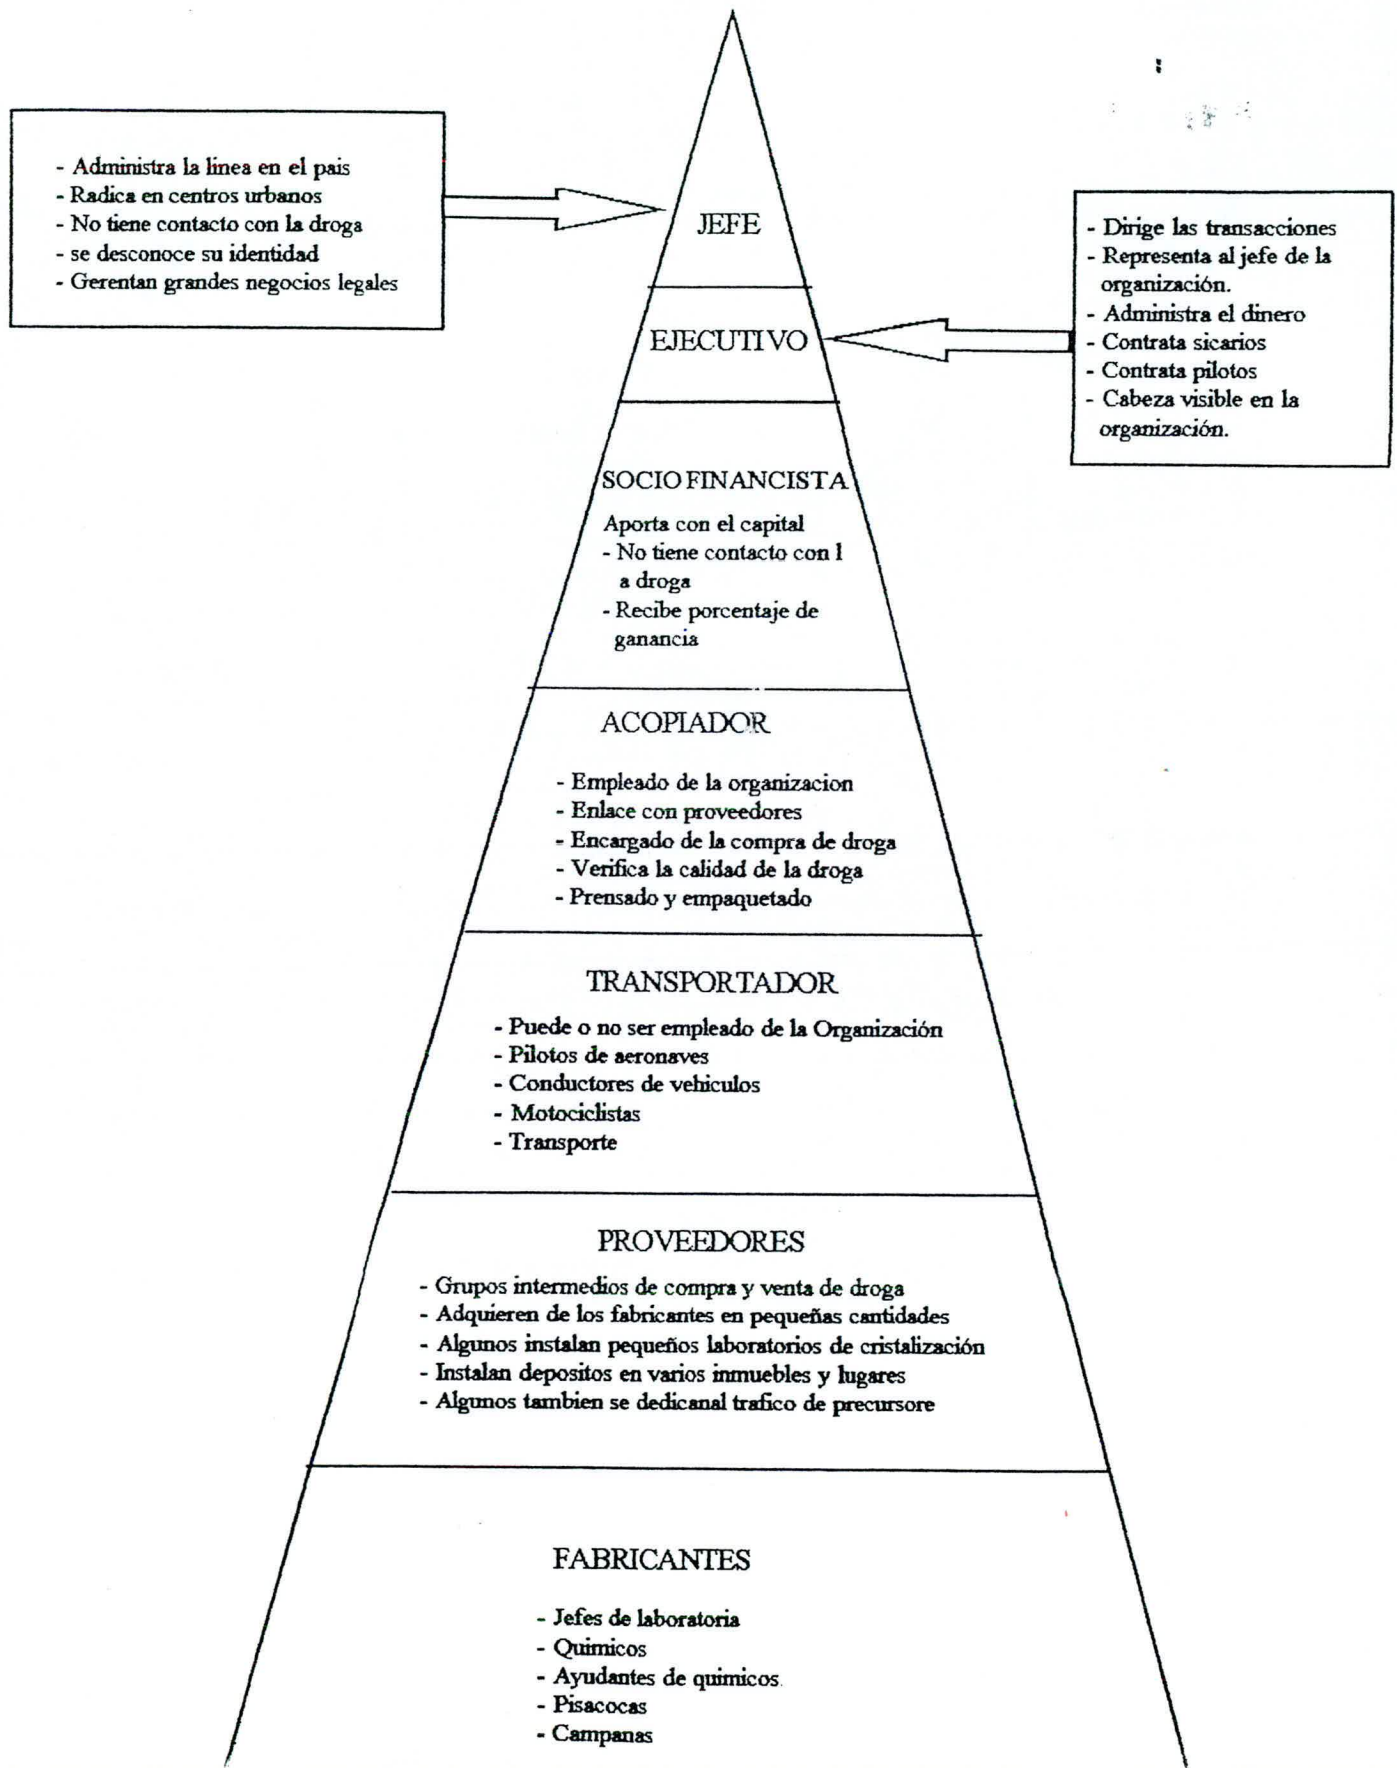 - Administra la linea en el pais
- Radica en centros urbanos
- No tiene contacto con la droga
- se desconoce su identidad
- Gerentan grandes negocios legales
JEFE
- Dirige las transacciones
- Representa al jefe de la
organización.
- Administra el dinero
- Contrata sicarios
- Contrata pilotos
- Cabeza visible en la
organización.
EJECUTIVO
SOCIO FINANCISTA
Aporta con el capital
- No tiene contacto con l
a droga
- Recibe porcentaje de
ganancia
ACOPIADOR
- Empleado de la organizacion
- Enlace con proveedores
- Encargado de la compra de droga
- Verifica la calidad de la droga
- Prensado y empaquetado
TRANSPORTADOR
- Puede o no ser empleado de la Organización
- Pilotos de aeronaves
- Conductores de vehiculos
- Motociclistas
- Transporte
PROVEEDORES
- Grupos intermedios de compra y venta de droga
- Adquieren de los fabricantes en pequeñas cantidades
- Algunos instalan pequeños laboratorios de cristalización
- Instalan depositos en varios inmuebles y lugares
- Algunos tambien se dedicanal trafico de precursore
FABRICANTES
- Jefes de laboratoria
- Quimicos
- Ayudantes de quimicos
- Pisacocas
- Campanas